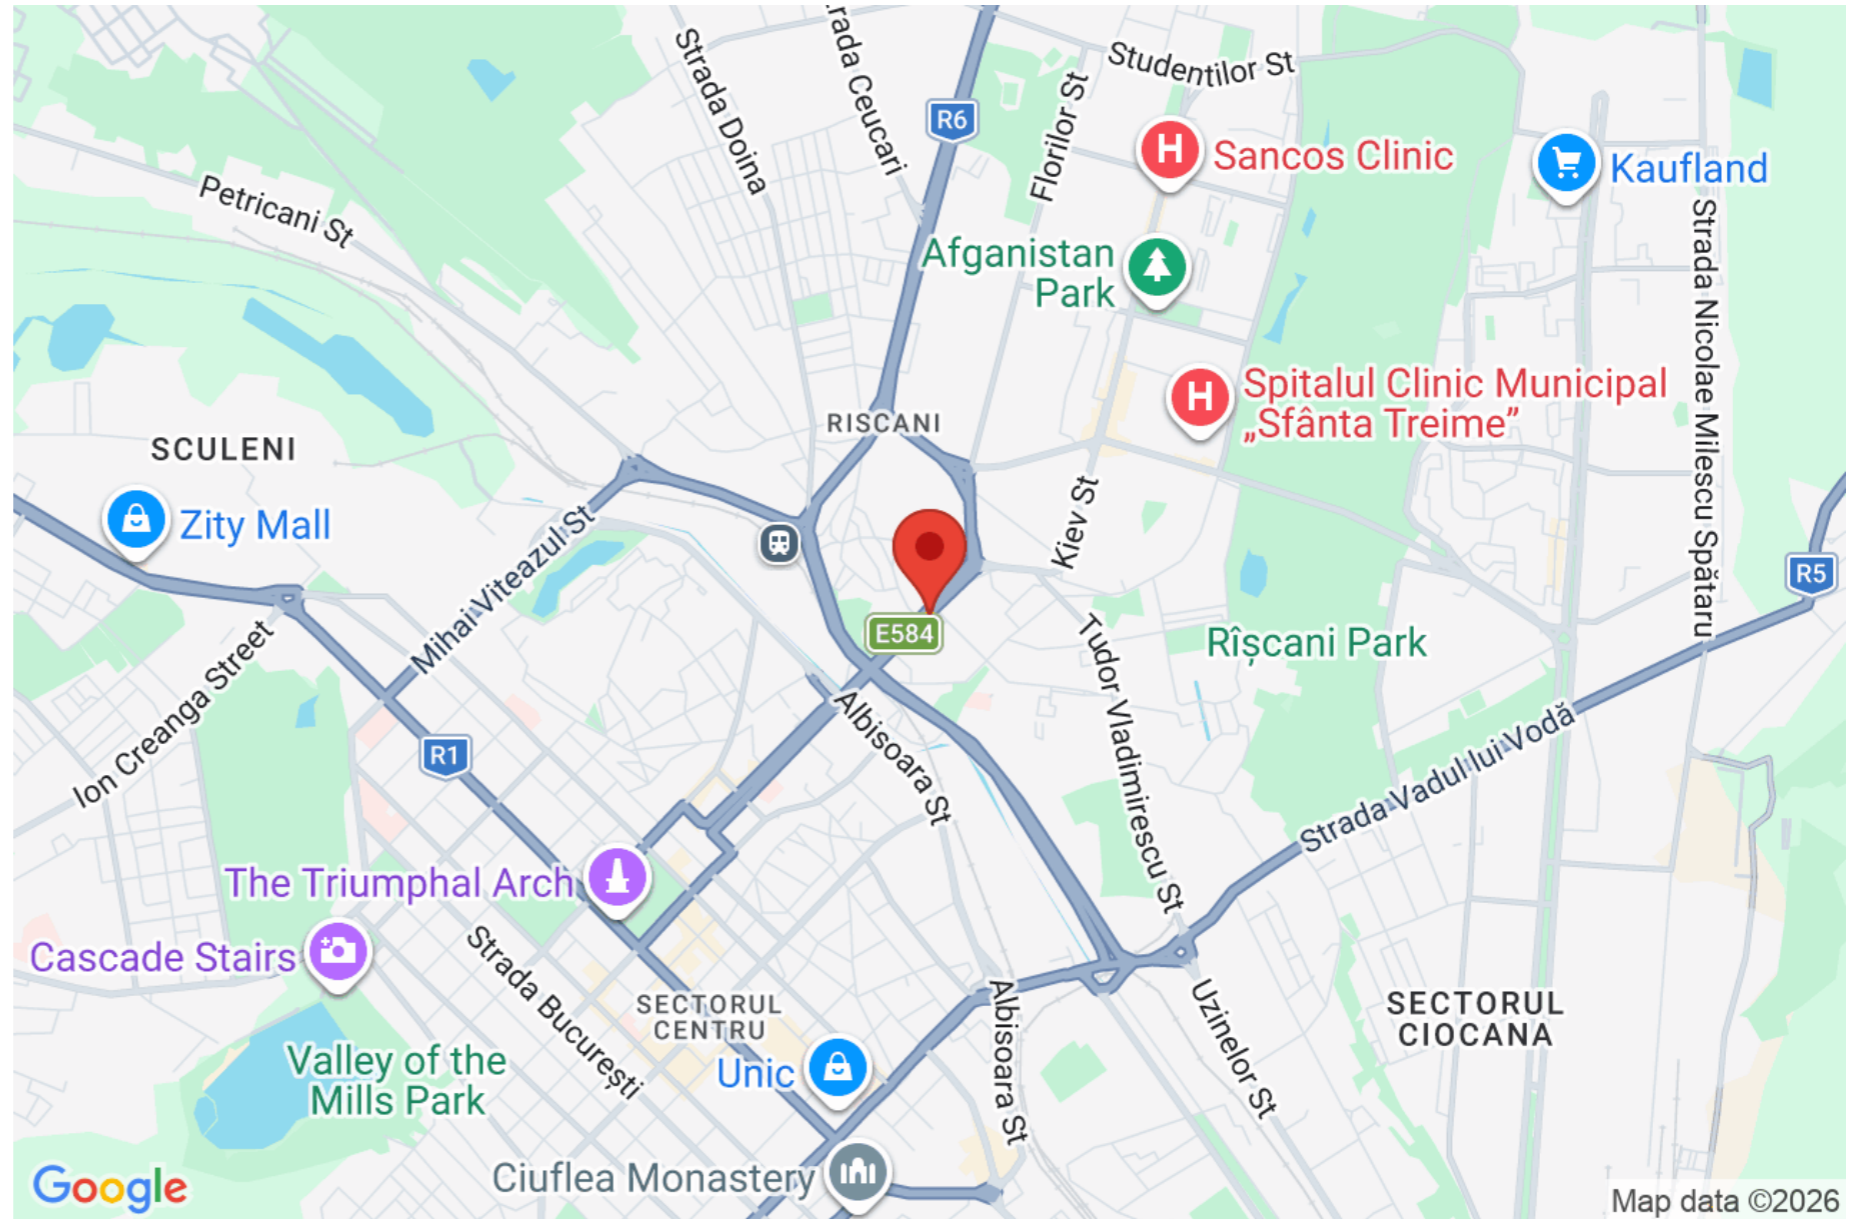 Strada Doina
rada Ceucari
R6
Florilor St
Studentilor St
Sancos Clinic
Kaufland
Petricani St
Afganistan
Park
Strada Nicolae Milescu Spătaru
Spitalul Clinic Municipal
„Sfânta Treime”
RISCANI
SCULENI
Zity Mall
Mihai Viteazul St
Kiev St
R5
E584
Rîșcani Park
Ion Creanga Street
Tudor Vladimirescu St
R1
Albisoara St
Strada Vadul lui Vodă
The Triumphal Arch
Cascade Stairs
Strada București
SECTORUL
CENTRU
Albisoara St
Uzinelor St
SECTORUL
CIOCANA
Valley of the
Mills Park
Unic
Ciuflea Monastery
Google
Map data ©2026